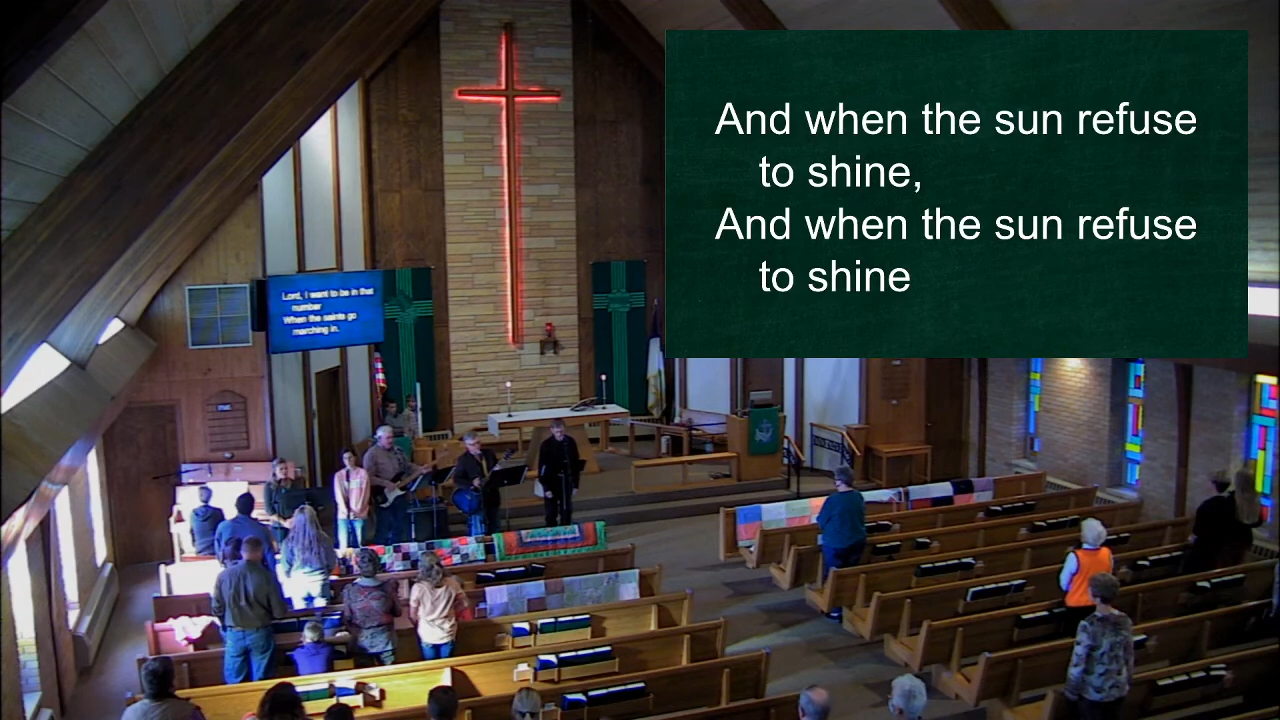 And when the sun refuse
to shine,
And when the sun refuse
to shine
Lord, I want to be in that
number
When the saints go
marching in.